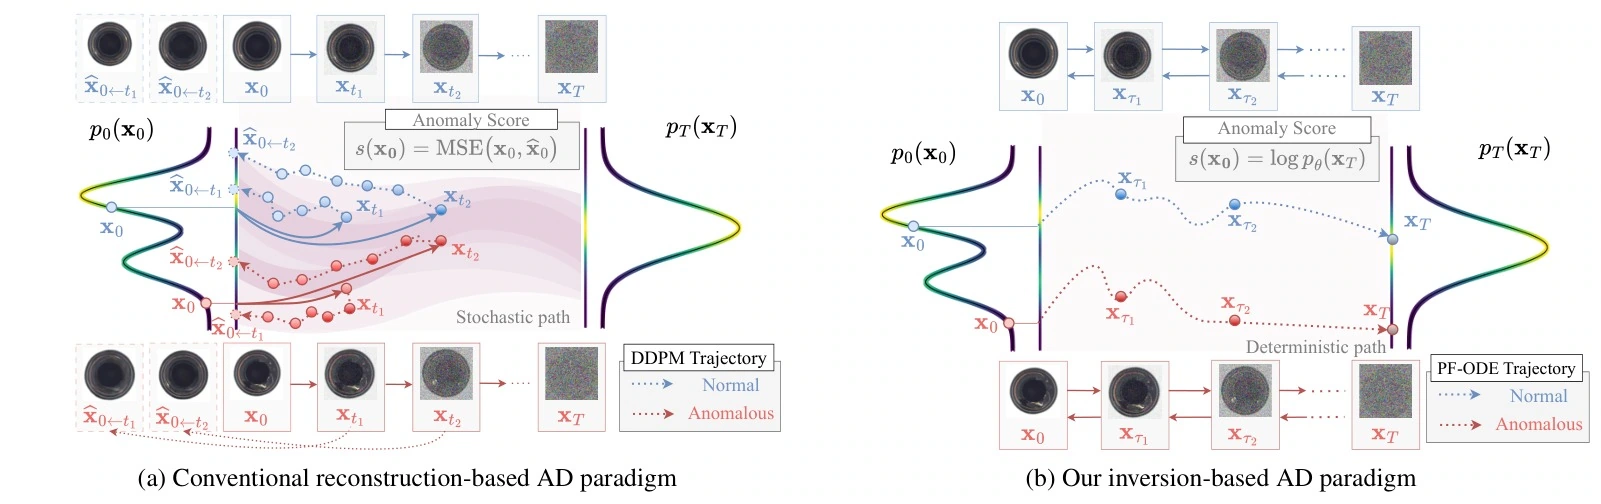 x̂₀←t₁ x̂₀←t₂ x₀ xt₁ xt₂ ···· xT
p₀(x₀)
Anomaly Score
s(x₀) = MSE(x₀, x̂₀)
pT(xT)
x̂₀←t₂
x̂₀←t₁
xt₁
xt₂
x₀
x̂₀←t₂
xt₂
x₀
xt₁
x̂₀←t₁
Stochastic path
x̂₀←t₁ x̂₀←t₂ x₀ xt₁ xt₂ ···· xT
DDPM Trajectory
Normal
Anomalous
(a) Conventional reconstruction-based AD paradigm
x₀ xτ₁ xτ₂ xT
p₀(x₀)
Anomaly Score
s(x₀) = log pθ(xT)
pT(xT)
xτ₁
xτ₂
xT
x₀
xτ₁
xτ₂
xT
x₀
Deterministic path
x₀ xτ₁ xτ₂ xT
PF-ODE Trajectory
Normal
Anomalous
(b) Our inversion-based AD paradigm